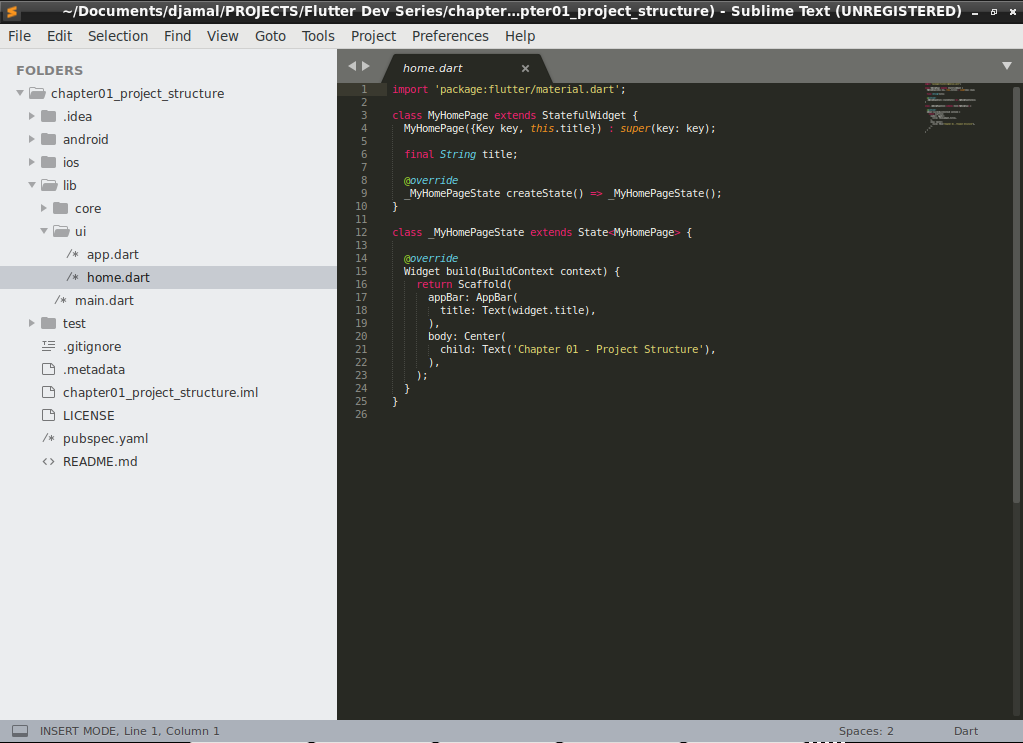 ~/Documents/djamal/PROJECTS/Flutter Dev Series/chapter...pter01_project_structure) - Sublime Text (UNREGISTERED)
File Edit Selection Find View Goto Tools Project Preferences Help
FOLDERS
chapter01_project_structure
.idea
android
ios
lib
core
ui
/* app.dart
/* home.dart
/* main.dart
test
.gitignore
.metadata
chapter01_project_structure.iml
LICENSE
/* pubspec.yaml
<> README.md
home.dart
1 import 'package:flutter/material.dart';
2
3 class MyHomePage extends StatefulWidget {
4   MyHomePage({Key key, this.title}) : super(key: key);
5
6   final String title;
7
8   @override
9   _MyHomePageState createState() => _MyHomePageState();
10 }
11
12 class _MyHomePageState extends State<MyHomePage> {
13
14   @override
15   Widget build(BuildContext context) {
16     return Scaffold(
17       appBar: AppBar(
18         title: Text(widget.title),
19       ),
20       body: Center(
21         child: Text('Chapter 01 - Project Structure'),
22       ),
23     );
24   }
25 }
26
INSERT MODE, Line 1, Column 1 Spaces: 2 Dart